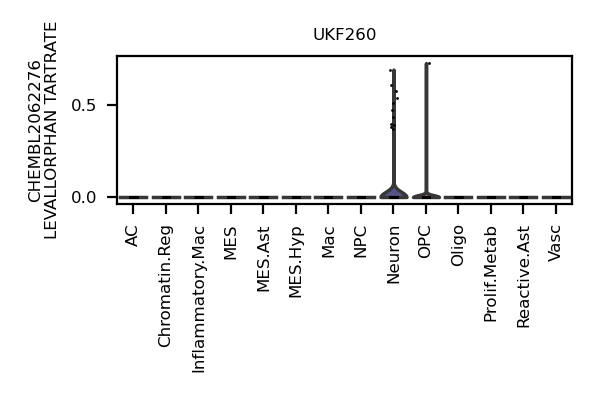 UKF260
CHEMBL2062276
LEVALLORPHAN TARTRATE
0.5
0.0
AC
Chromatin.Reg
Inflammatory.Mac
MES
MES.Ast
MES.Hyp
Mac
NPC
Neuron
OPC
Oligo
Prolif.Metab
Reactive.Ast
Vasc